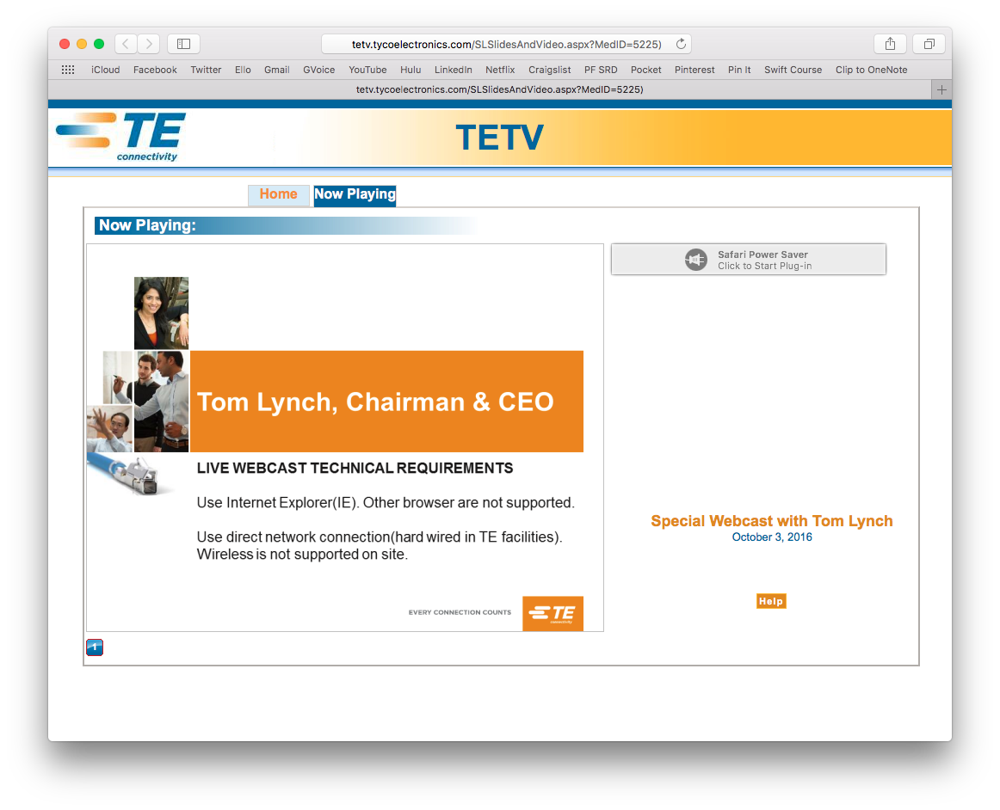 tetv.tycoelectronics.com/SLSlidesAndVideo.aspx?MedID=5225)
iCloud Facebook Twitter Ello Gmail GVoice YouTube Hulu LinkedIn Netflix Craigslist PF SRD Pocket Pinterest Pin It Swift Course Clip to OneNote
tetv.tycoelectronics.com/SLSlidesAndVideo.aspx?MedID=5225)
TE
connectivity
TETV
Home Now Playing
Now Playing:
Safari Power Saver
Click to Start Plug-in
Tom Lynch, Chairman & CEO
LIVE WEBCAST TECHNICAL REQUIREMENTS
Use Internet Explorer(IE). Other browser are not supported.
Use direct network connection(hard wired in TE facilities).
Wireless is not supported on site.
EVERY CONNECTION COUNTS
TE
connectivity
Special Webcast with Tom Lynch
October 3, 2016
Help
1